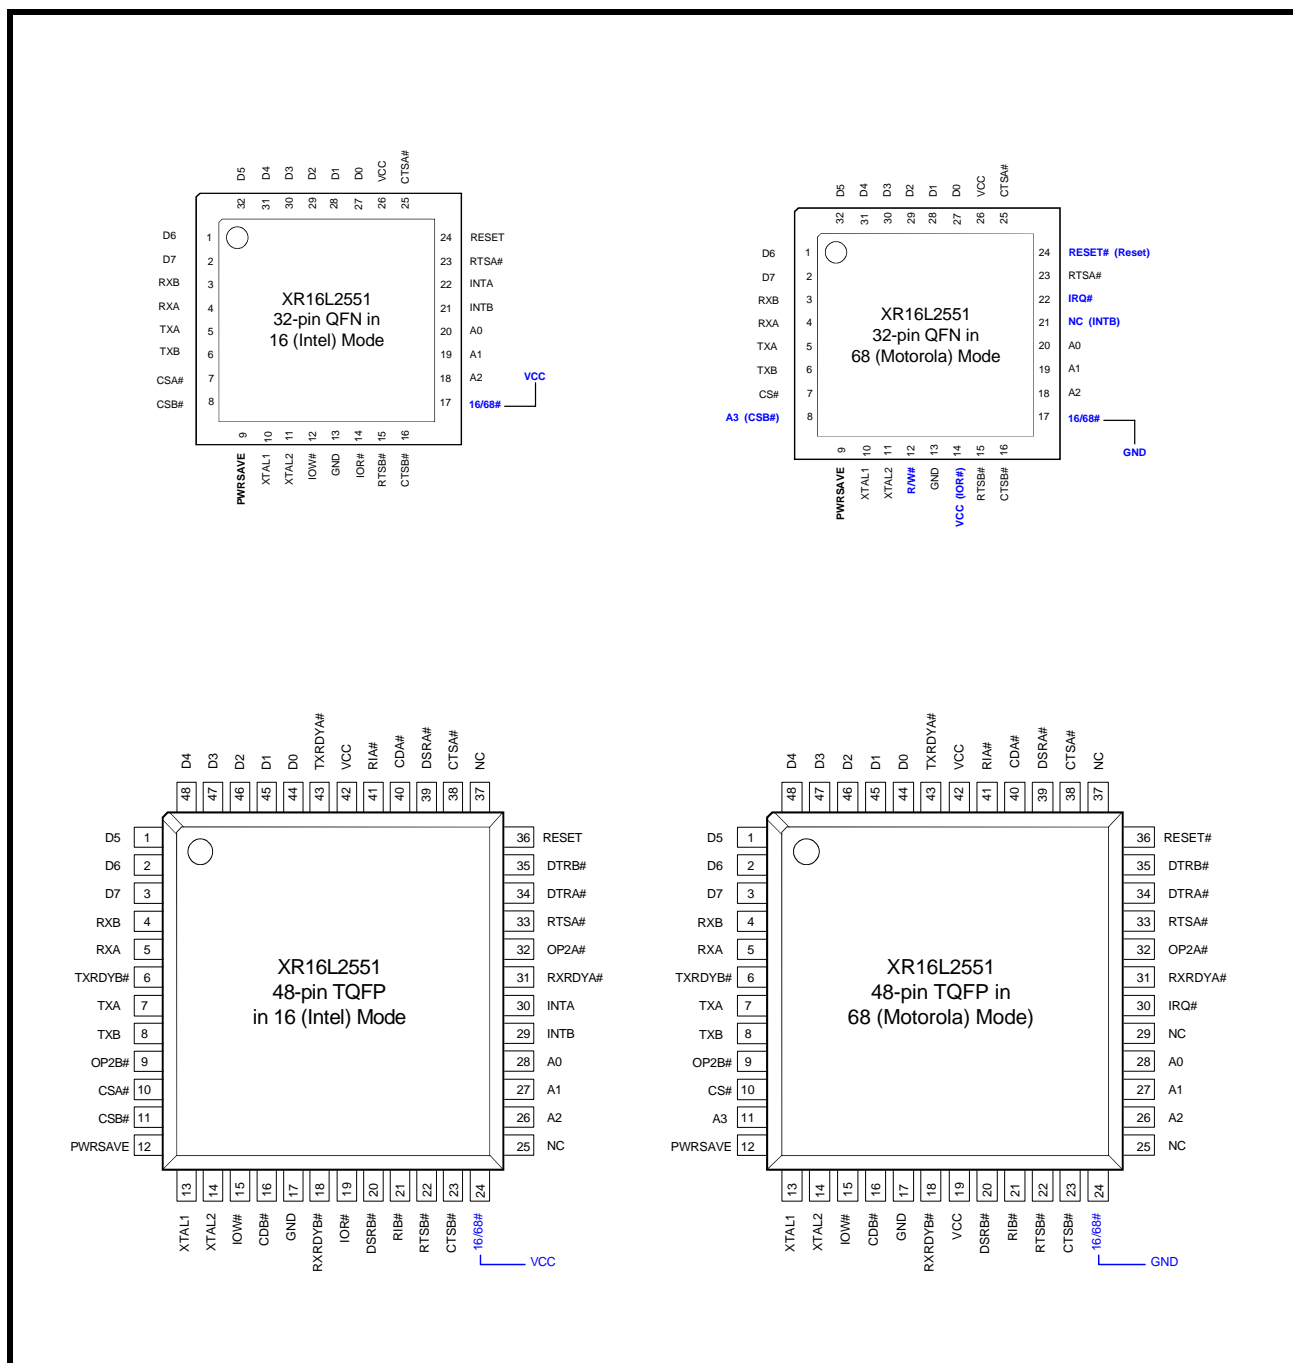 D5 D4 D3 D2 D1 D0 VCC CTSA#
32 31 30 29 28 27 26 25
D6 1 24 RESET
D7 2 23 RTSA#
RXB 3 22 INTA
RXA 4 21 INTB
TXA 5 20 A0
TXB 6 19 A1
CSA# 7 18 A2
CSB# 8 17 16/68#
VCC
XR16L2551
32-pin QFN in
16 (Intel) Mode
9 10 11 12 13 14 15 16
PWRSAVE XTAL1 XTAL2 IOW# GND IOR# RTSB# CTSB#
D5 D4 D3 D2 D1 D0 VCC CTSA#
32 31 30 29 28 27 26 25
D6 1 24 RESET# (Reset)
D7 2 23 RTSA#
RXB 3 22 IRQ#
RXA 4 21 NC (INTB)
TXA 5 20 A0
TXB 6 19 A1
CS# 7 18 A2
A3 (CSB#) 8 17 16/68#
GND
XR16L2551
32-pin QFN in
68 (Motorola) Mode
9 10 11 12 13 14 15 16
PWRSAVE XTAL1 XTAL2 R/W# GND VCC (IOR#) RTSB# CTSB#
D4 D3 D2 D1 D0 TXRDYA# VCC RIA# CDA# DSRA# CTSA# NC
48 47 46 45 44 43 42 41 40 39 38 37
D5 1 36 RESET
D6 2 35 DTRB#
D7 3 34 DTRA#
RXB 4 33 RTSA#
RXA 5 32 OP2A#
TXRDYB# 6 31 RXRDYA#
TXA 7 30 INTA
TXB 8 29 INTB
OP2B# 9 28 A0
CSA# 10 27 A1
CSB# 11 26 A2
PWRSAVE 12 25 NC
XR16L2551
48-pin TQFP
in 16 (Intel) Mode
13 14 15 16 17 18 19 20 21 22 23 24
XTAL1 XTAL2 IOW# CDB# GND RXRDYB# IOR# DSRB# RIB# RTSB# CTSB# 16/68#
VCC
D4 D3 D2 D1 D0 TXRDYA# VCC RIA# CDA# DSRA# CTSA# NC
48 47 46 45 44 43 42 41 40 39 38 37
D5 1 36 RESET#
D6 2 35 DTRB#
D7 3 34 DTRA#
RXB 4 33 RTSA#
RXA 5 32 OP2A#
TXRDYB# 6 31 RXRDYA#
TXA 7 30 IRQ#
TXB 8 29 NC
OP2B# 9 28 A0
CS# 10 27 A1
A3 11 26 A2
PWRSAVE 12 25 NC
XR16L2551
48-pin TQFP in
68 (Motorola) Mode)
13 14 15 16 17 18 19 20 21 22 23 24
XTAL1 XTAL2 IOW# CDB# GND RXRDYB# VCC DSRB# RIB# RTSB# CTSB# 16/68#
GND